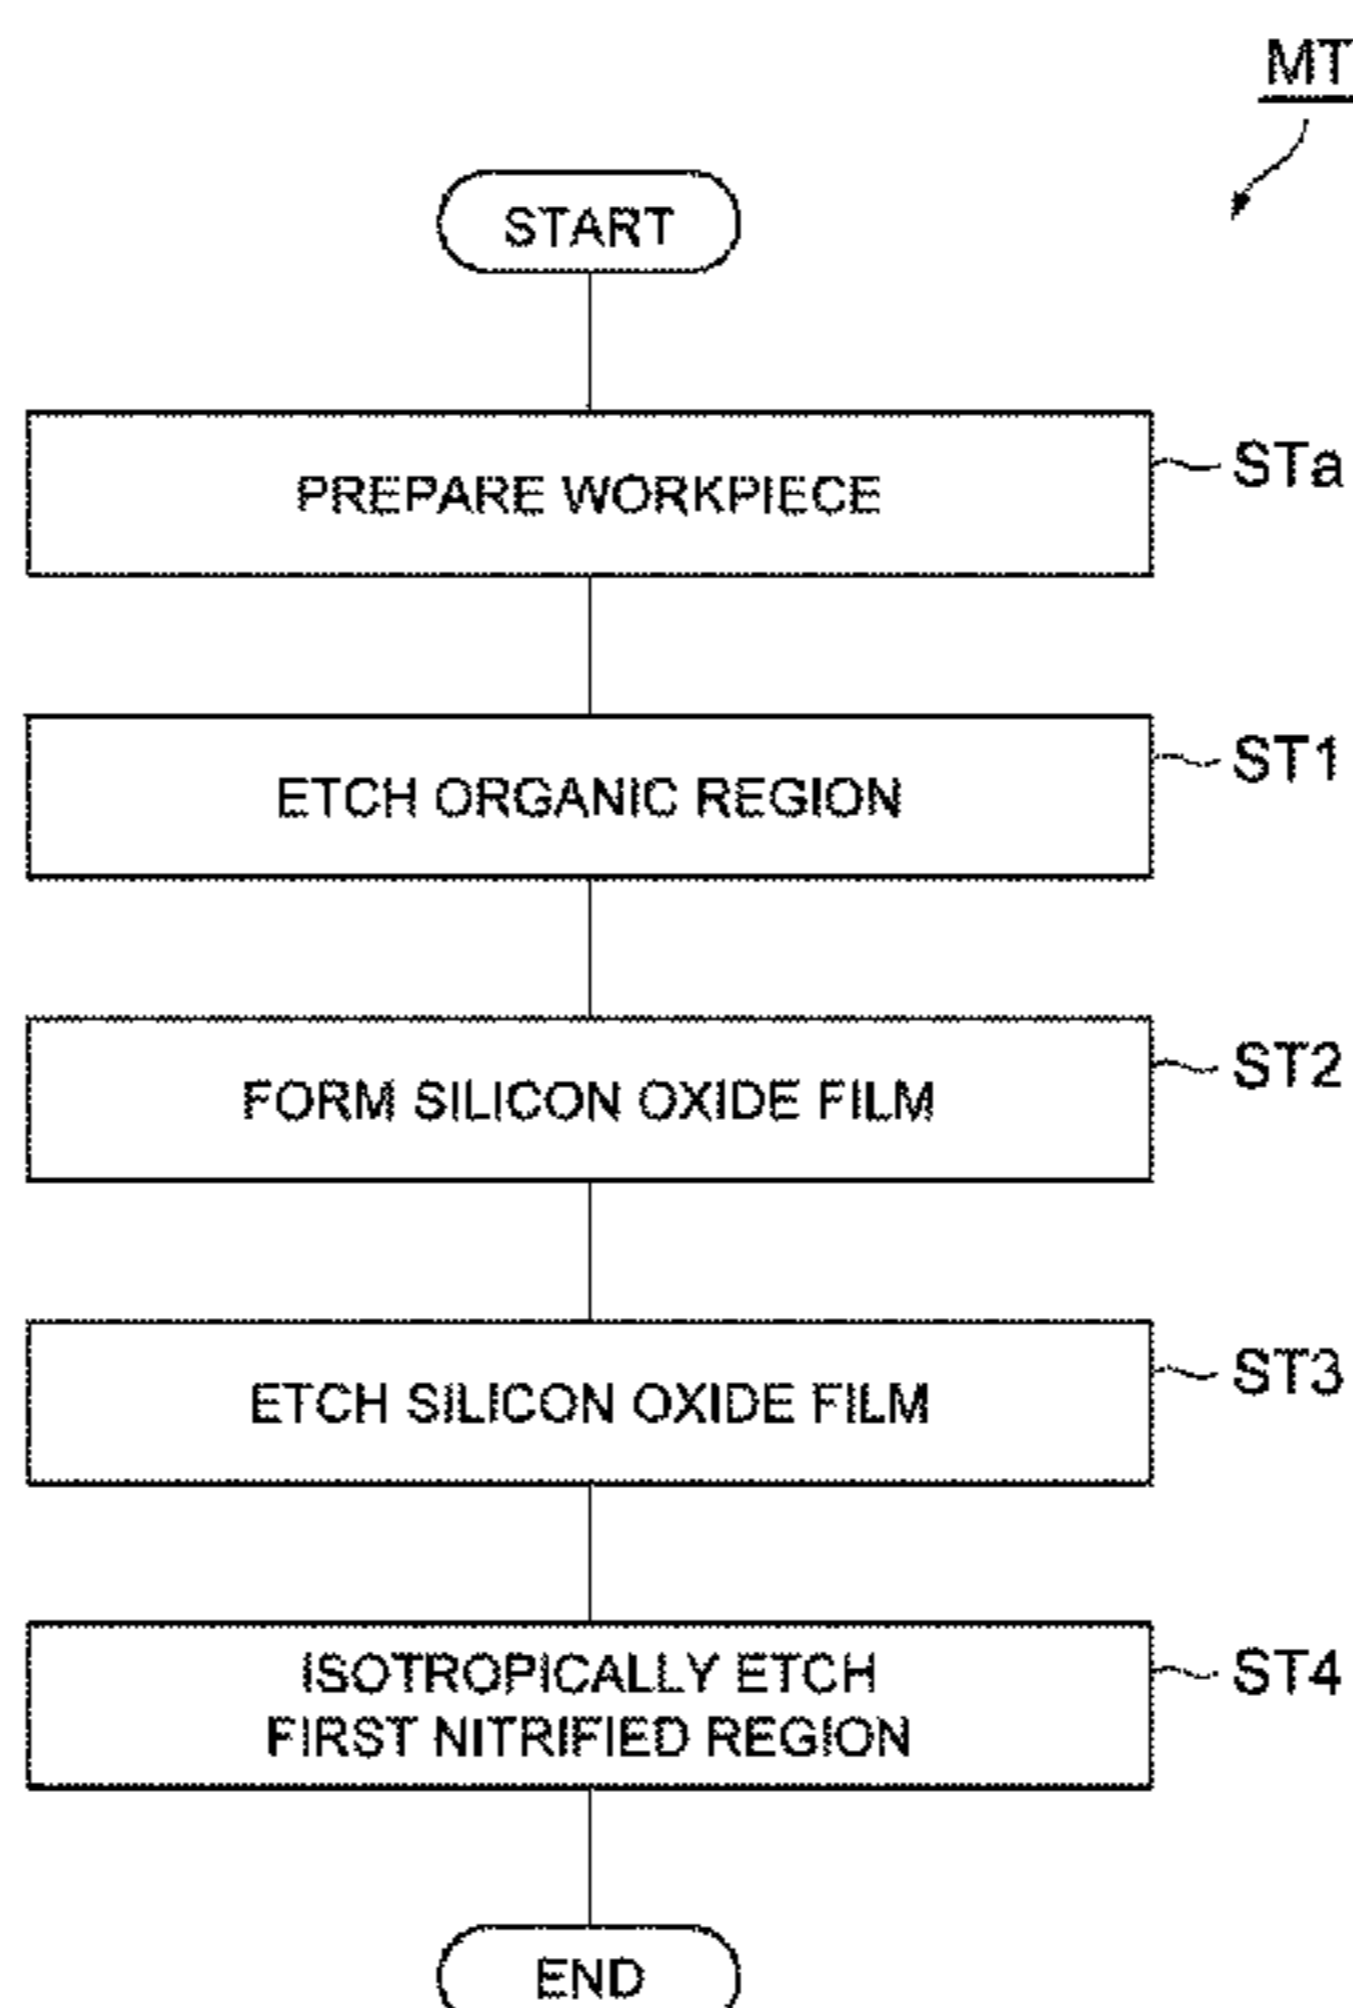 MT
START
PREPARE WORKPIECE
STa
ETCH ORGANIC REGION
ST1
FORM SILICON OXIDE FILM
ST2
ETCH SILICON OXIDE FILM
ST3
ISOTROPICALLY ETCH
FIRST NITRIFIED REGION
ST4
END